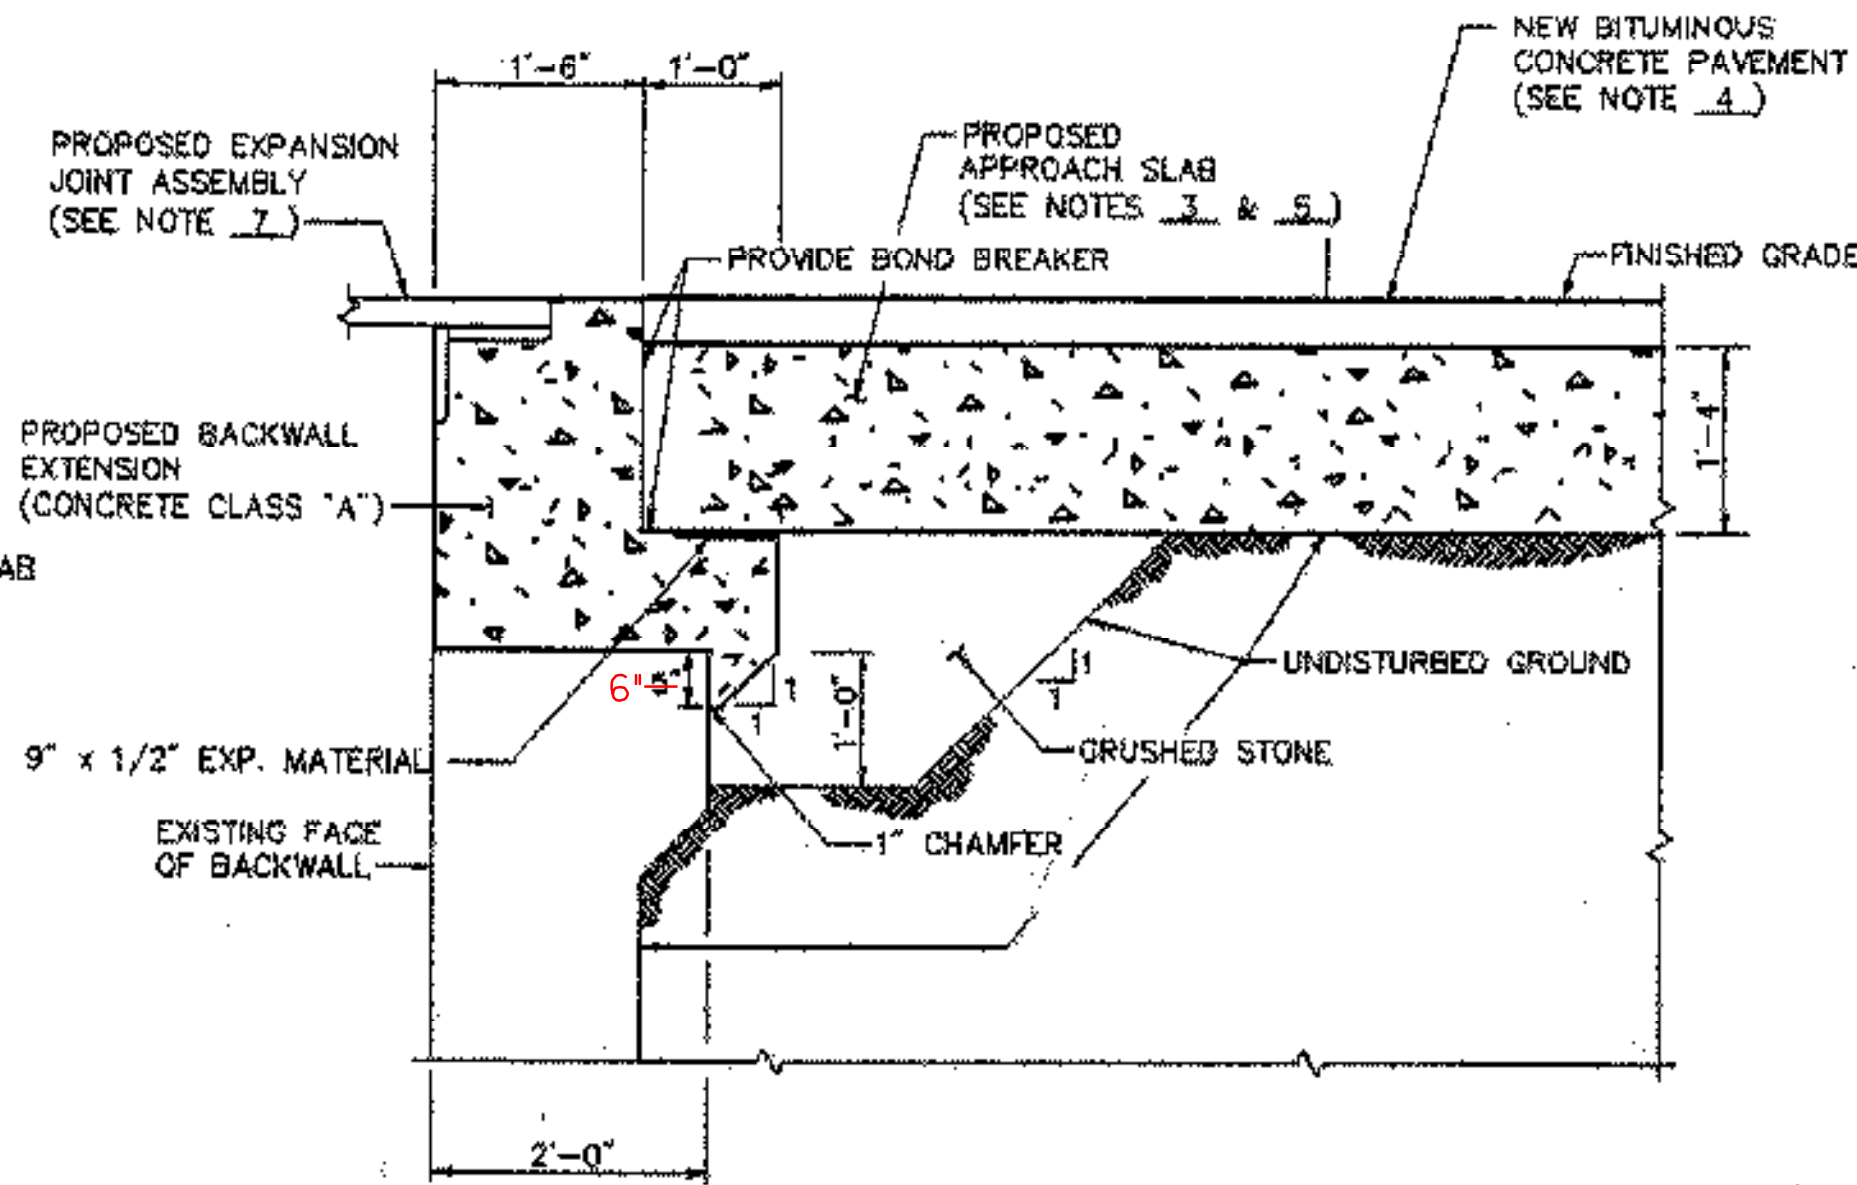 NEW BITUMINOUS
CONCRETE PAVEMENT
(SEE NOTE 4)
1'-6"
1'-0"
PROPOSED EXPANSION
JOINT ASSEMBLY
(SEE NOTE 7)
PROPOSED
APPROACH SLAB
(SEE NOTES 3 & 5)
PROVIDE BOND BREAKER
FINISHED GRADE
1'-4"
PROPOSED BACKWALL
EXTENSION
(CONCRETE CLASS "A")
AB
UNDISTURBED GROUND
6"
1
1
1
1
1'-0"
9" x 1/2" EXP. MATERIAL
CRUSHED STONE
EXISTING FACE
OF BACKWALL
1" CHAMFER
2'-0"